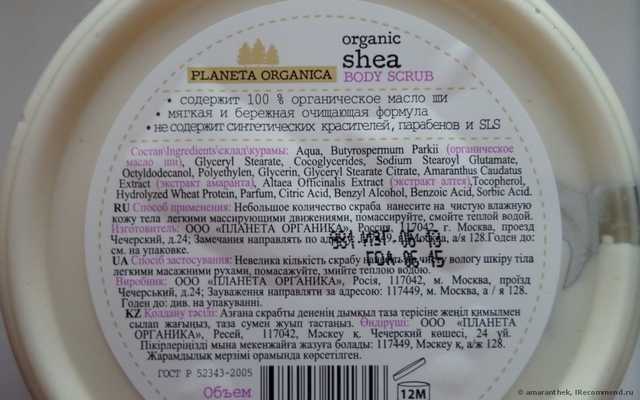 organic
shea
PLANETA ORGANICA
BODY SCRUB
• содержит 100 % органическое масло ши
• мягкая и бережная очищающая формула
• не содержит синтетических красителей, парабенов и SLS
Состав\Ingredients\склад\курамы: Aqua, Butyrospermum Parkii (органическое
масло ши), Glyceryl Stearate, Cocoglycerides, Sodium Stearoyl Glutamate,
Octyldodecanol, Polyethylen, Glycerin, Glyceryl Stearate Citrate, Amaranthus Caudatus
Extract (экстракт амаранта), Altaea Officinalis Extract (экстракт алтея),Tocopherol,
Hydrolyzed Wheat Protein, Parfum, Citric Acid, Benzyl Alcohol, Benzoic Acid, Sorbic Acid.
RU Способ применения: Небольшое количество скраба нанесите на чистую влажную
кожу тела легкими массирующими движениями, помассируйте, смойте теплой водой.
Изготовитель: ООО «ПЛАНЕТА ОРГАНИКА», Россия, 117042, г. Москва, проезд
Чечерский, д.24; Замечания направлять по Москва, а/я 128.Годен до:
см. на упаковке.
UA Спосіб застосування: Невелика кількість скрабу вологу шкіру тіла
легкими масажними рухами, помасажуйте, змийте теплою водою.
Виробник: ООО «ПЛАНЕТА ОРГАНИКА», Росія, 117042, м. Москва, проїзд
Чечерський, д.24; Зауваження направляти за адресою: 117449, м. Москва, а / я 128.
Годен до: див. на упакуванні.
KZ Қолдану тәсілі: Азғана скрабты дененің дымқыл таза терісіне жеңіл қимылмен
сылап жағыңыз, таза сумен жуып тастаңыз. Өндіруші: ООО «ПЛАНЕТА
ОРГАНИКА», Ресей, 117042, Мәскеу қ. Чечерский көшесі, 24 үй.
Пікірлеріңізді мына мекенжайға жазуға болады: 117449, Мәскеу қ, а/ж 128.
Жарамдылық мерзімі орамында көрсетілген.
ГОСТ Р 52343-2005
Объем
12M
© amaranthek, IRecommend.ru